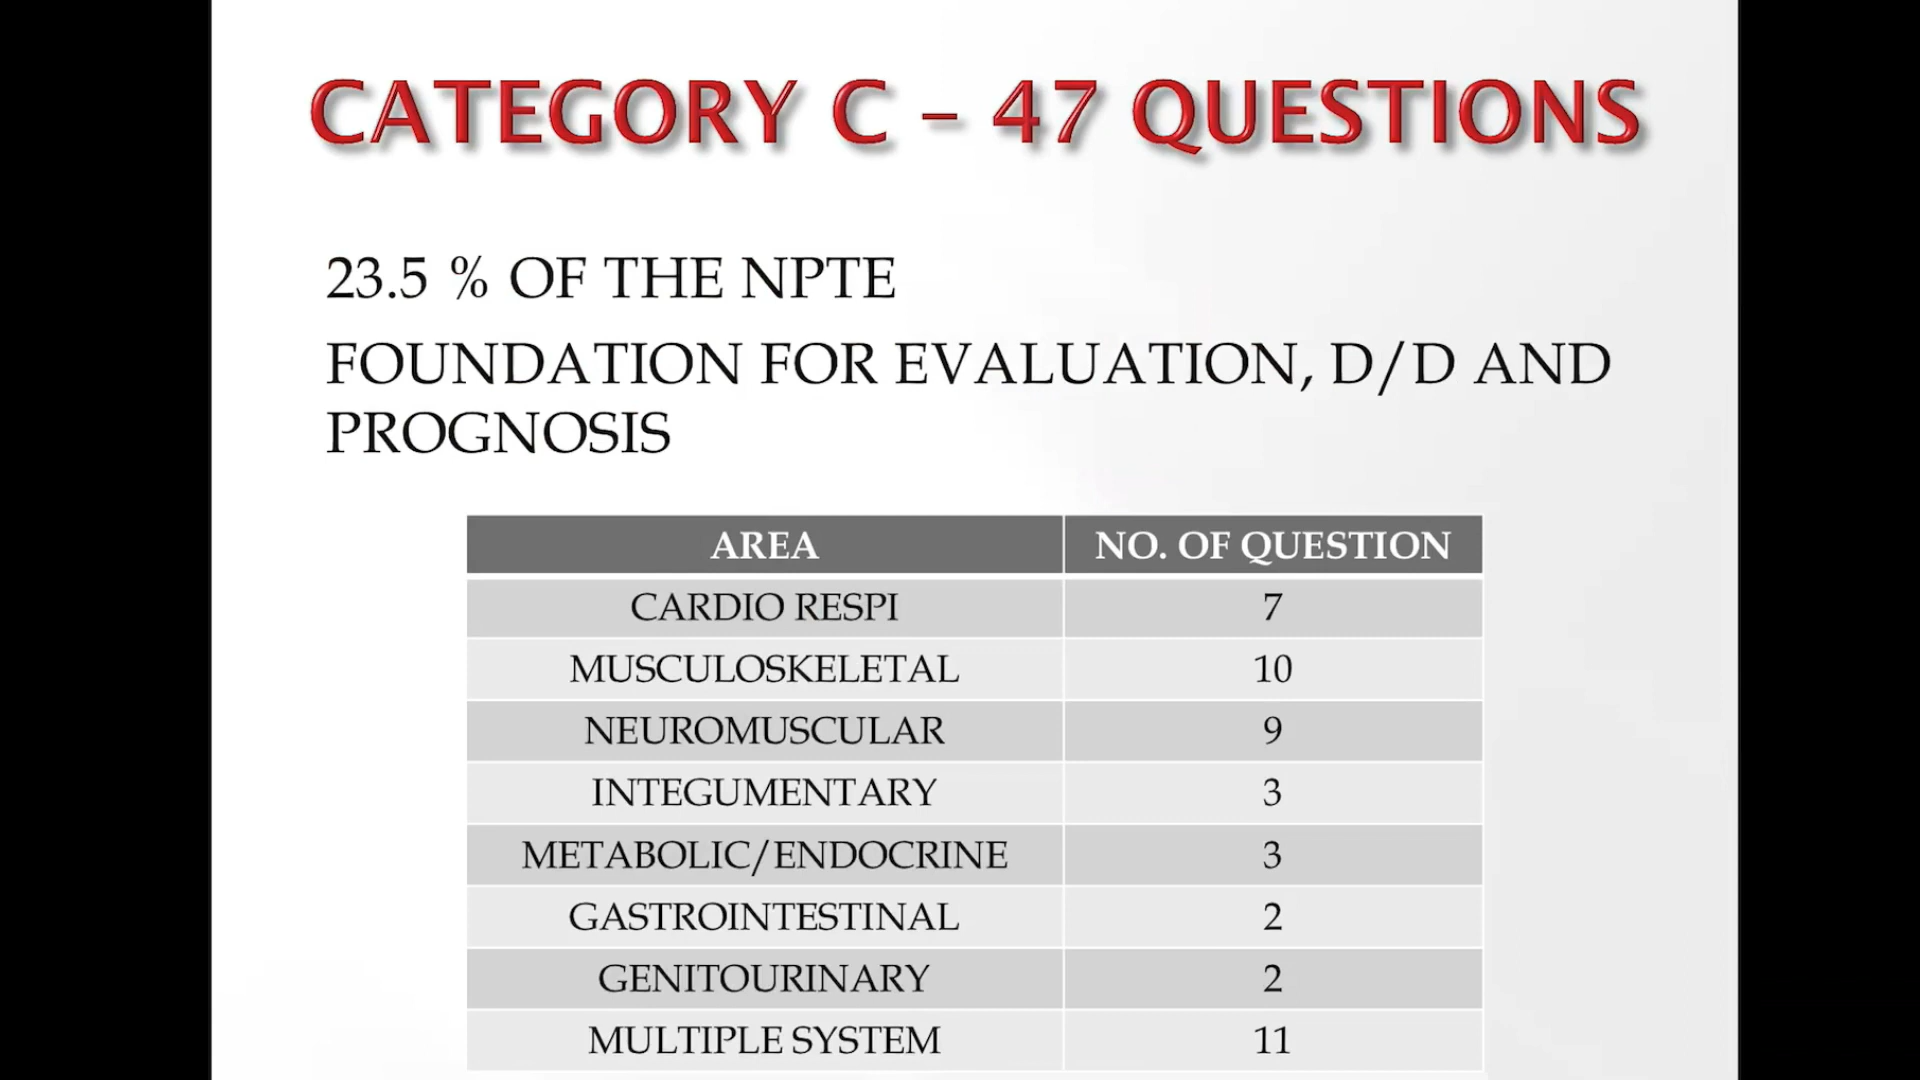 CATEGORY C – 47 QUESTIONS
23.5 % OF THE NPTE
FOUNDATION FOR EVALUATION, D/D AND
PROGNOSIS
AREA NO. OF QUESTION
CARDIO RESPI 7
MUSCULOSKELETAL 10
NEUROMUSCULAR 9
INTEGUMENTARY 3
METABOLIC/ENDOCRINE 3
GASTROINTESTINAL 2
GENITOURINARY 2
MULTIPLE SYSTEM 11